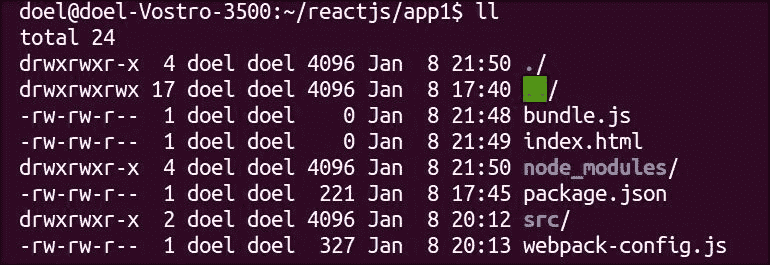 doel@doel-Vostro-3500:~/reactjs/app1$ ll
total 24
drwxrwxr-x  4 doel doel 4096 Jan  8 21:50 ./
drwxrwxrwx 17 doel doel 4096 Jan  8 17:40 ../
-rw-rw-r--  1 doel doel    0 Jan  8 21:48 bundle.js
-rw-rw-r--  1 doel doel    0 Jan  8 21:49 index.html
drwxrwxr-x  4 doel doel 4096 Jan  8 21:50 node_modules/
-rw-rw-r--  1 doel doel  221 Jan  8 17:45 package.json
drwxrwxr-x  2 doel doel 4096 Jan  8 20:12 src/
-rw-rw-r--  1 doel doel  327 Jan  8 20:13 webpack-config.js